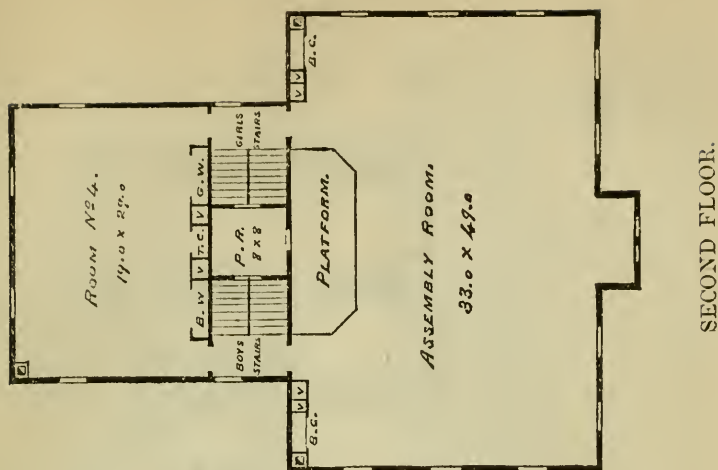 ROOM Nº 4.
19.0 x 29.0
B. W
V
T. C.
V
G. W.
P. R.
8 x 8
BOYS
STAIRS
GIRLS
STAIRS
V V
B. C.
V V
B. C.
PLATFORM.
ASSEMBLY ROOM.
33.0 x 49.0
SECOND FLOOR.